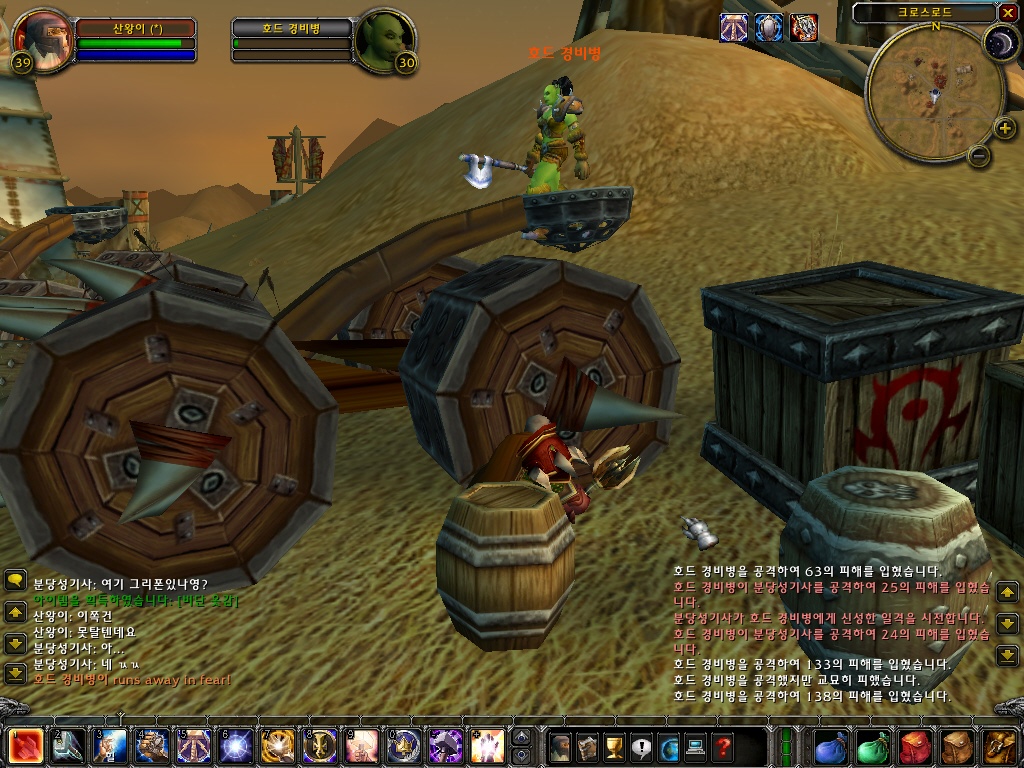 산왕이 (*)
39
호드 경비병
30
호드 경비병
크로스로드
N
분당성기사: 여기 그리폰있나영?
아이템을 획득하였습니다: [비단 옷감]
산왕이: 이쪽건
산왕이: 못탈텐데요
분당성기사: 아...
분당성기사: 네 ㄳㄳ
호드 경비병이 runs away in fear!
호드 경비병을 공격하여 63의 피해를 입혔습니다.
호드 경비병이 분당성기사를 공격하여 25의 피해를 입혔습니
다.
분당성기사가 호드 경비병에게 신성한 일격을 시전합니다.
호드 경비병이 분당성기사를 공격하여 24의 피해를 입혔습니
다.
호드 경비병을 공격하여 133의 피해를 입혔습니다.
호드 경비병을 공격했지만 교묘히 피했습니다.
호드 경비병을 공격하여 138의 피해를 입혔습니다.